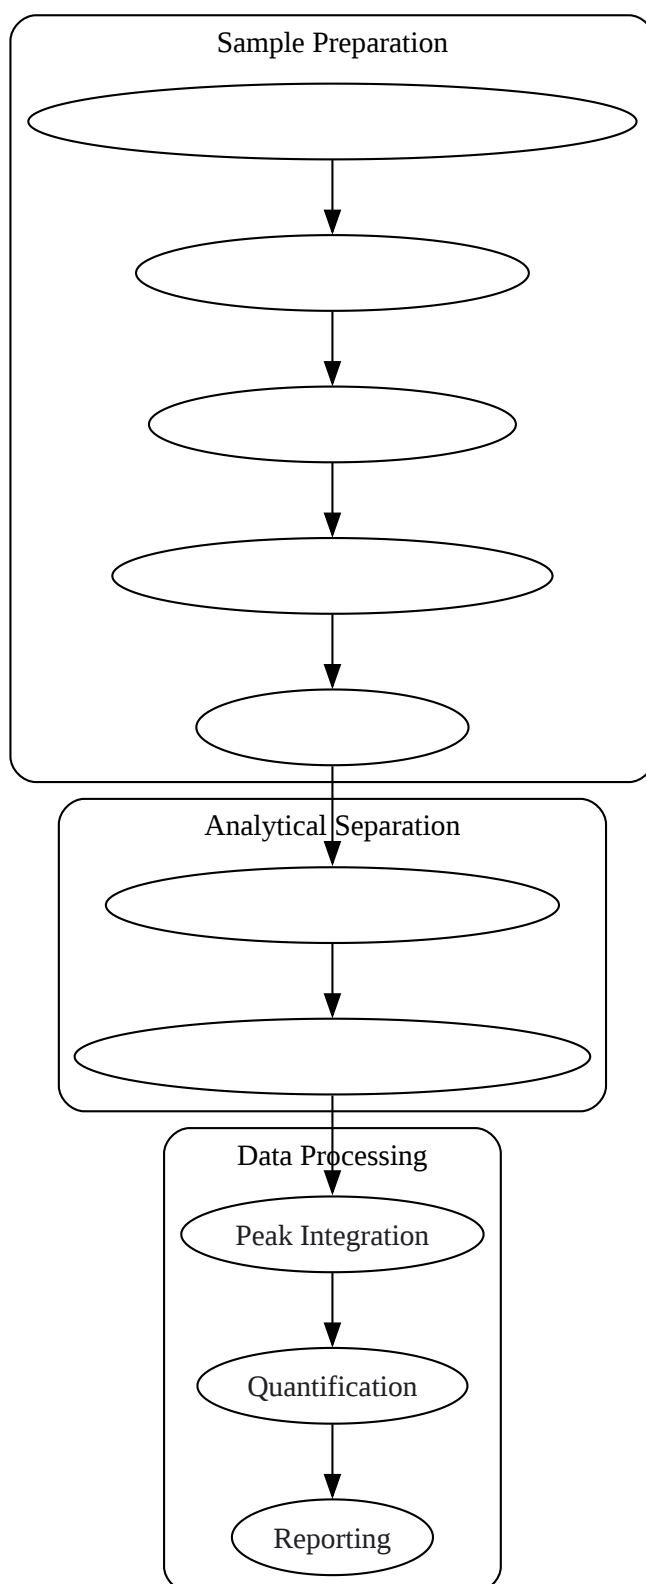 Sample Preparation
Analytical Separation
Data Processing
Peak Integration
Quantification
Reporting